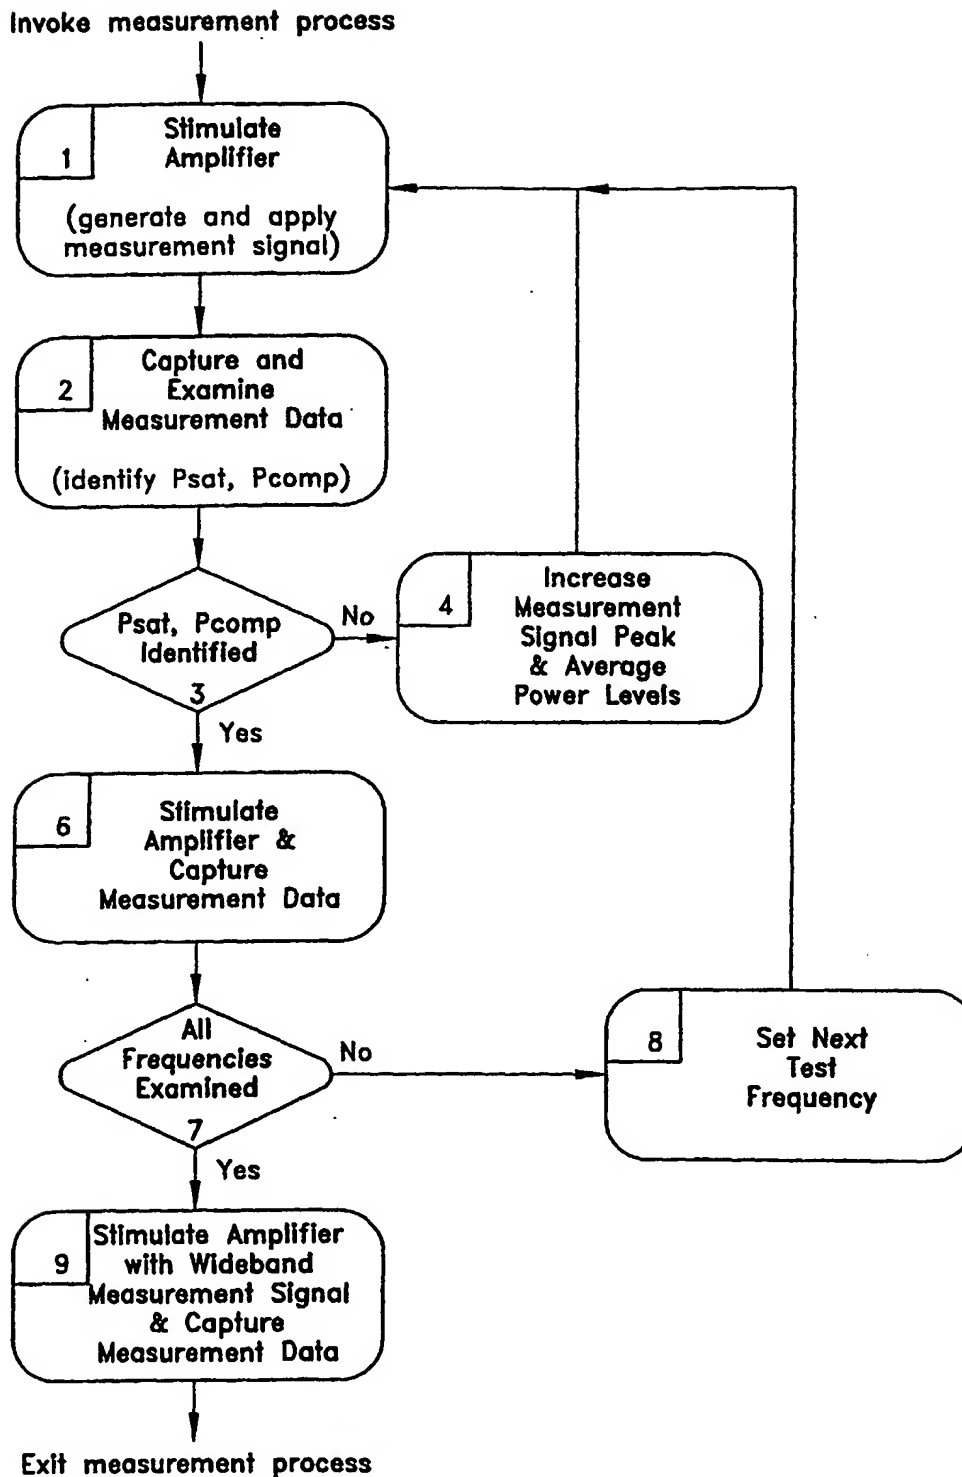 Invoke measurement process
1
Stimulate
Amplifier
(generate and apply
measurement signal)
2
Capture and
Examine
Measurement Data
(identify Psat, Pcomp)
Psat, Pcomp
Identified
3
No
Yes
4
Increase
Measurement
Signal Peak
& Average
Power Levels
6
Stimulate
Amplifier &
Capture
Measurement Data
All
Frequencies
Examined
7
No
Yes
8
Set Next
Test
Frequency
9
Stimulate Amplifier
with Wideband
Measurement Signal
& Capture
Measurement Data
Exit measurement process